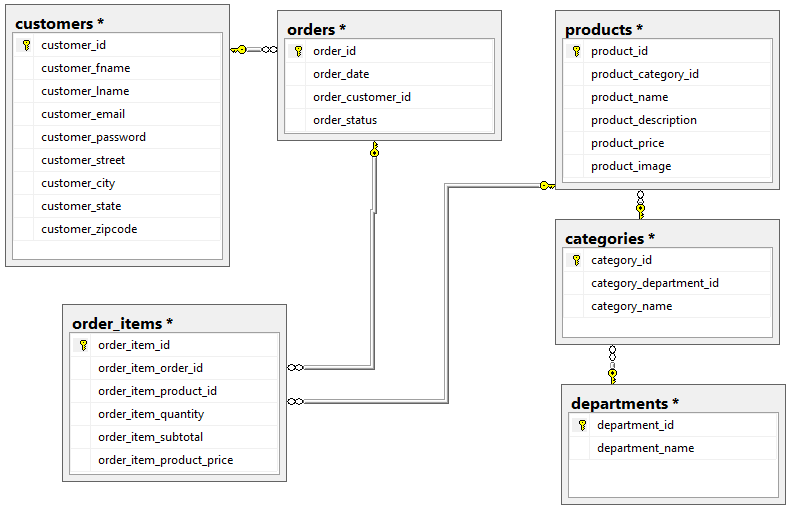 customers *
customer_id
customer_fname
customer_lname
customer_email
customer_password
customer_street
customer_city
customer_state
customer_zipcode
orders *
order_id
order_date
order_customer_id
order_status
products *
product_id
product_category_id
product_name
product_description
product_price
product_image
categories *
category_id
category_department_id
category_name
order_items *
order_item_id
order_item_order_id
order_item_product_id
order_item_quantity
order_item_subtotal
order_item_product_price
departments *
department_id
department_name